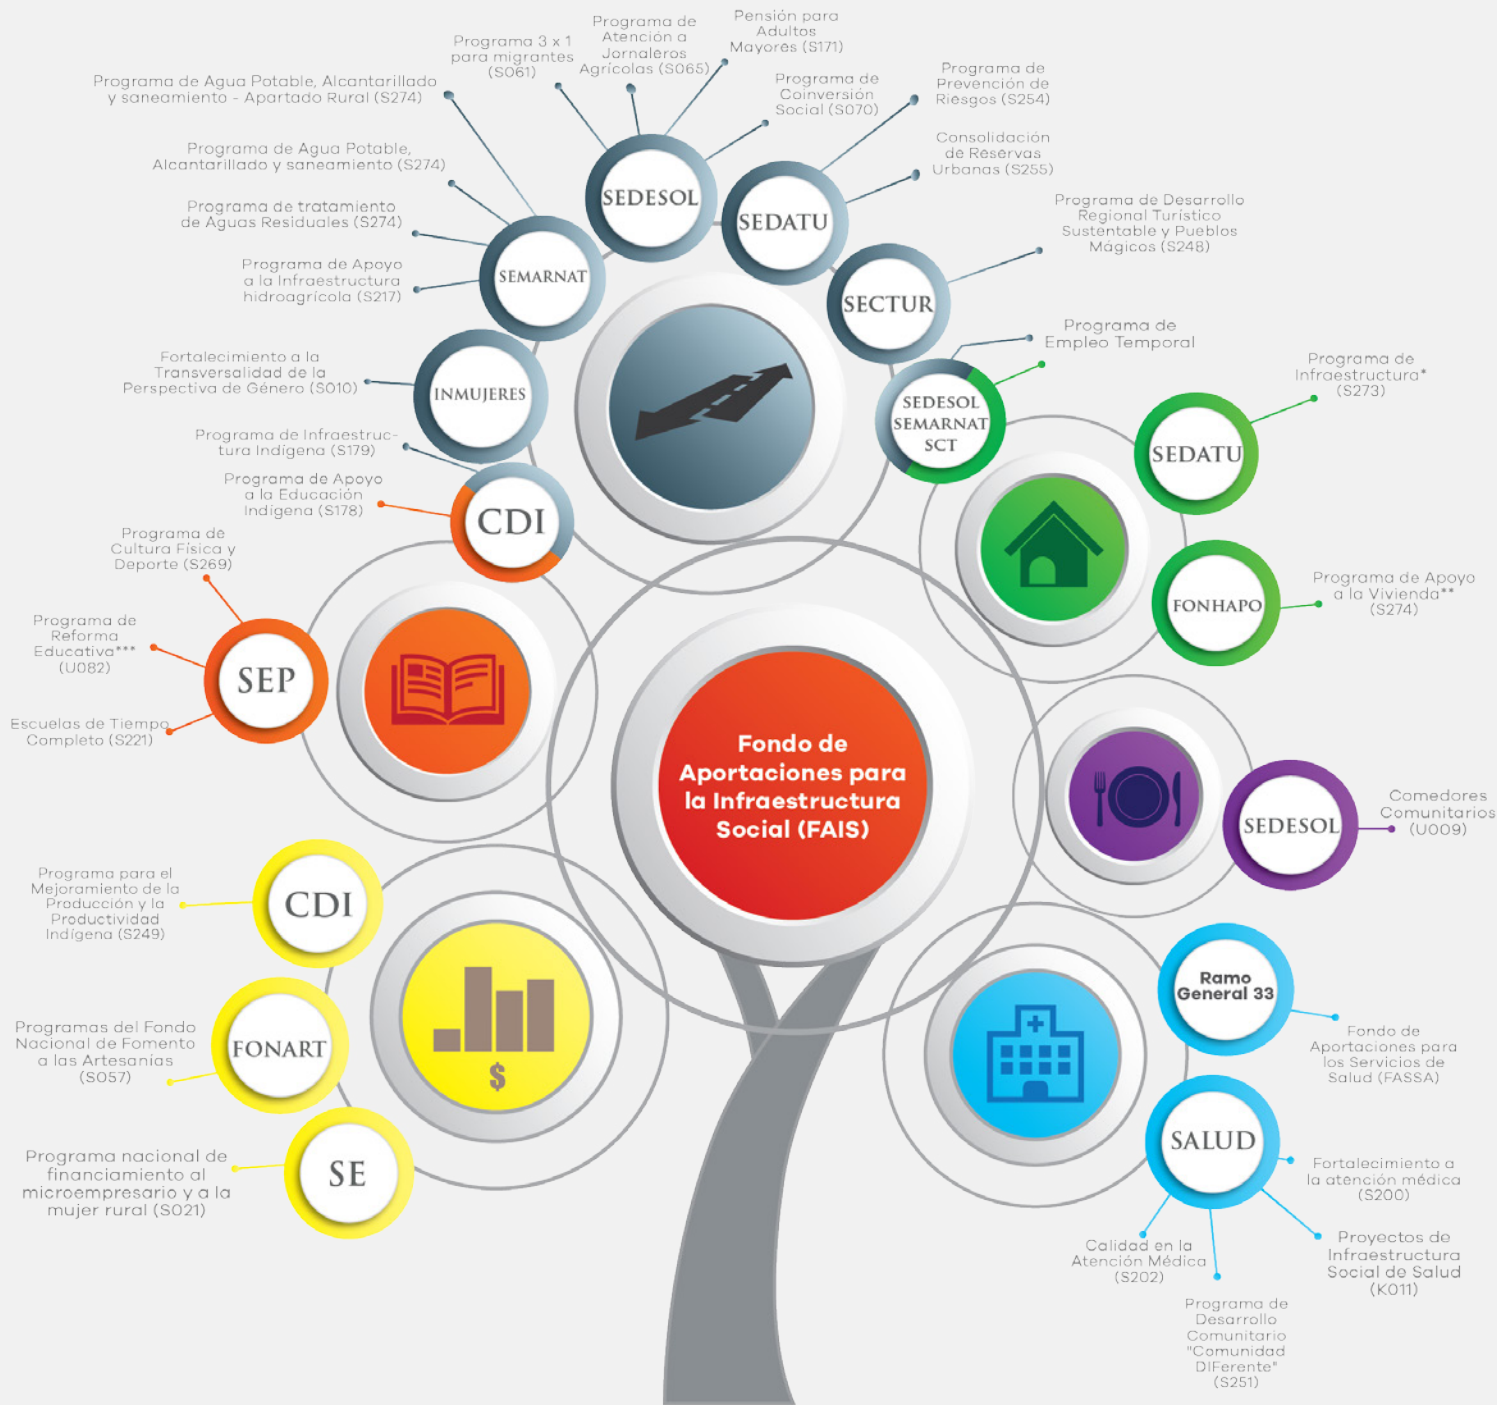 Programa 3 x 1
para migrantes
(S061)
Programa de
Atención a
Jornaléros
Agrícolas (S065)
Pensión para
Adultos
Mayores (S171)
Programa de
Coinversión
Social (S070)
Programa de Agua Potable, Alcantarillado
y saneamiento - Apartado Rural (S274)
Programa de Agua Potable,
Alcantarillado y saneamiento (S274)
Programa de tratamiento
de Aguas Residuales (S274)
Programa de Apoyo
a la Infraestructura
hidroagrícola (S217)
Fortalecimiento a la
Transversalidad de la
Perspectiva de Género (S010)
Programa de Infraestruc-
tura Indígena (S179)
Programa de Apoyo
a la Educación
Indígena (S178)
Programa de
Prevención de
Riesgos (S254)
Consolidación
de Resérvas
Urbanas (S255)
Programa de Desarrollo
Regional Turístico
Sustentable y Pueblos
Mágicos (S248)
Programa de
Empleo Temporal
SEDESOL
SEDATU
SEMARNAT
SECTUR
INMUJERES
SEDESOL
SEMARNAT
SCT
CDI
Programa de
Infraestructura*
(S273)
SEDATU
FONHAPO
Programa de Apoyo
a la Vivienda**
(S274)
Programa de
Cultura Física y
Deporte (S269)
Programa de
Reforma
Educativa***
(U082)
Escuelas de Tiempo
Completo (S221)
SEP
Fondo de
Aportaciones para
la Infraestructura
Social (FAIS)
SEDESOL
Comedores
Comunitarios
(U009)
Programa para el
Mejoramiento de la
Producción y la
Productividad
Indígena (S249)
CDI
Programas del Fondo
Nacional de Fomento
a las Artesanías
(S057)
FONART
$
Programa nacional de
financiamiento al
microempresario y a la
mujer rural (S021)
SE
Ramo
General 33
Fondo de
Aportaciones para
los Servicios de
Salud (FASSA)
SALUD
Fortalecimiento a
la atención médica
(S200)
Calidad en la
Atención Médica
(S202)
Proyectos de
Infraestructura
Social de Salud
(K011)
Programa de
Desarrollo
Comunitario
"Comunidad
DIFerente"
(S251)